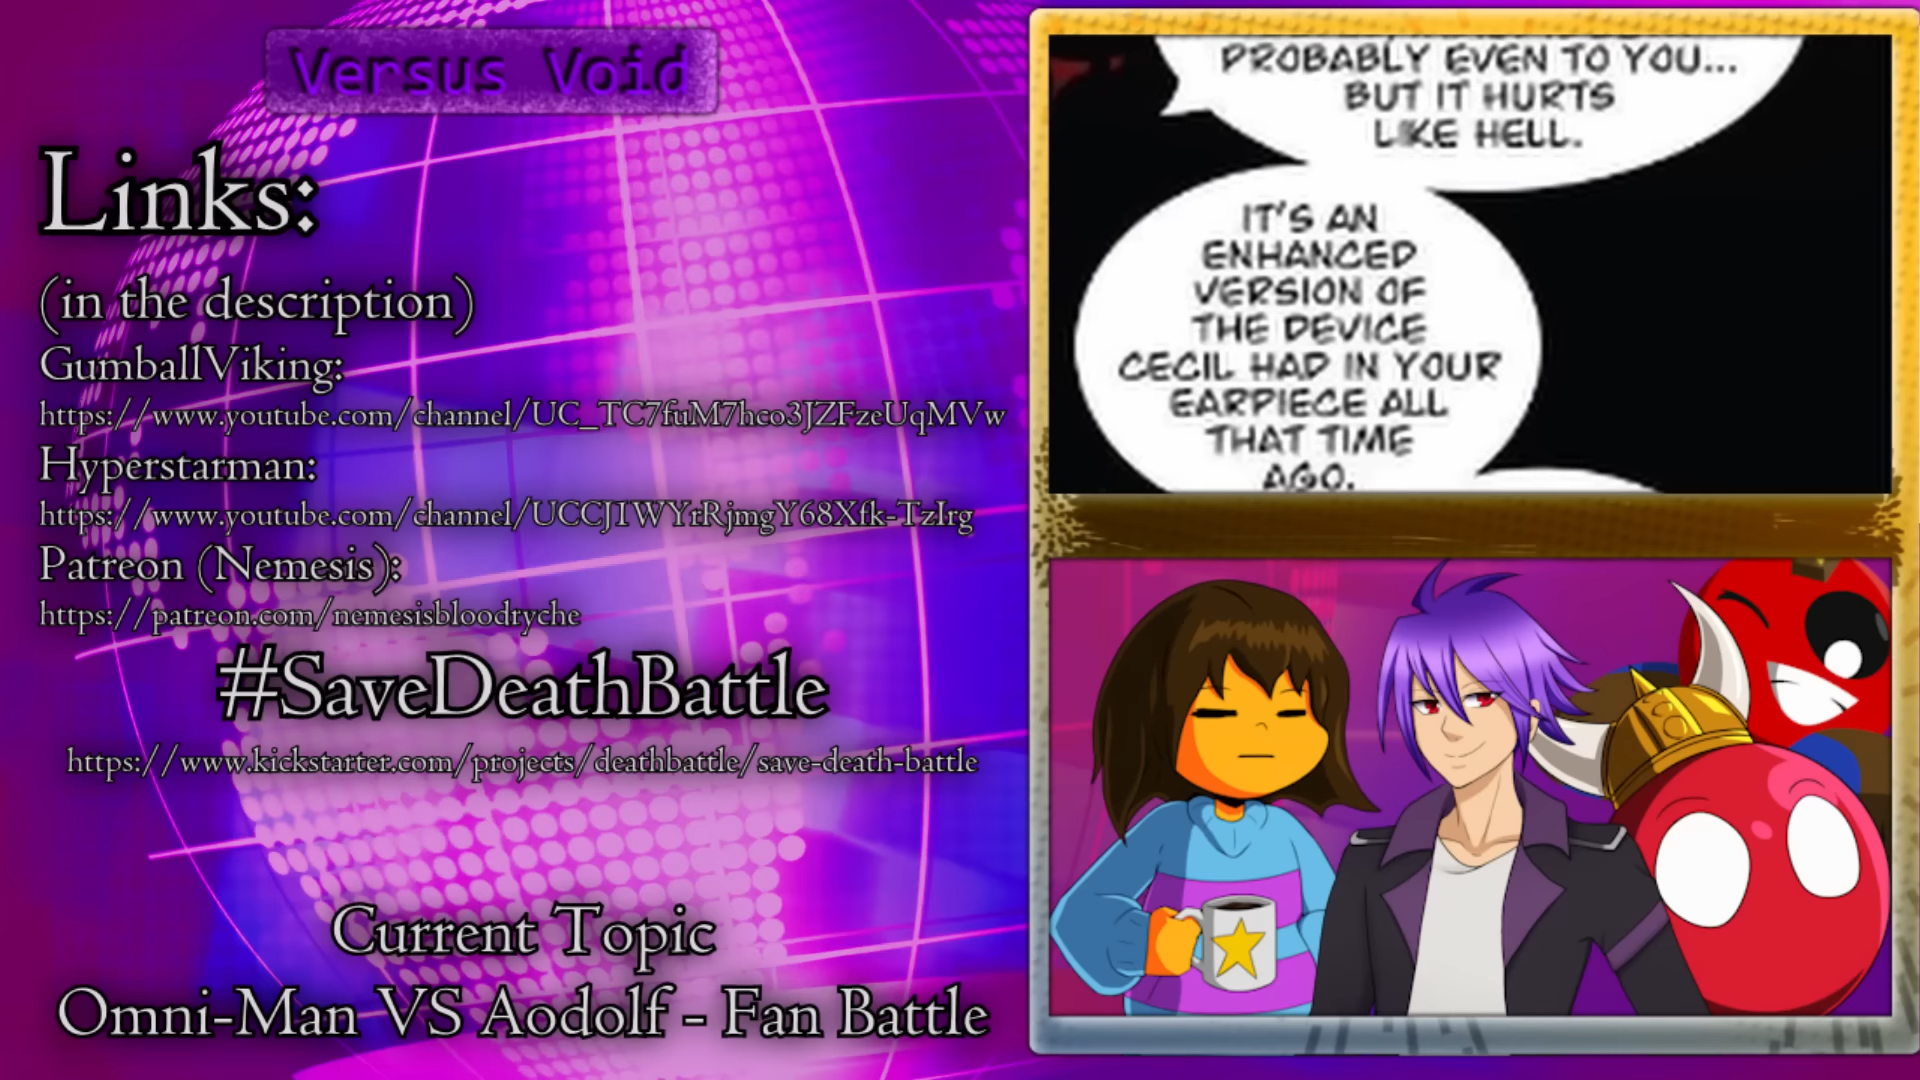 Versus Void
Links:
(in the description)
GumballViking:
https://www.youtube.com/channel/UC_TC7fuM7hco3JZFzeUqMVw
Hyperstarman:
https://www.youtube.com/channel/UCCJIWYrRjmgY68Xfk-TzIrg
Patreon (Nemesis):
https://patreon.com/nemesisbloodryche
#SaveDeathBattle
https://www.kickstarter.com/projects/deathbattle/save-death-battle
Current Topic
Omni-Man VS Aodolf - Fan Battle
PROBABLY EVEN TO YOU...
BUT IT HURTS
LIKE HELL.
IT'S AN
ENHANCED
VERSION OF
THE DEVICE
CECIL HAD IN YOUR
EARPIECE ALL
THAT TIME
AGO.